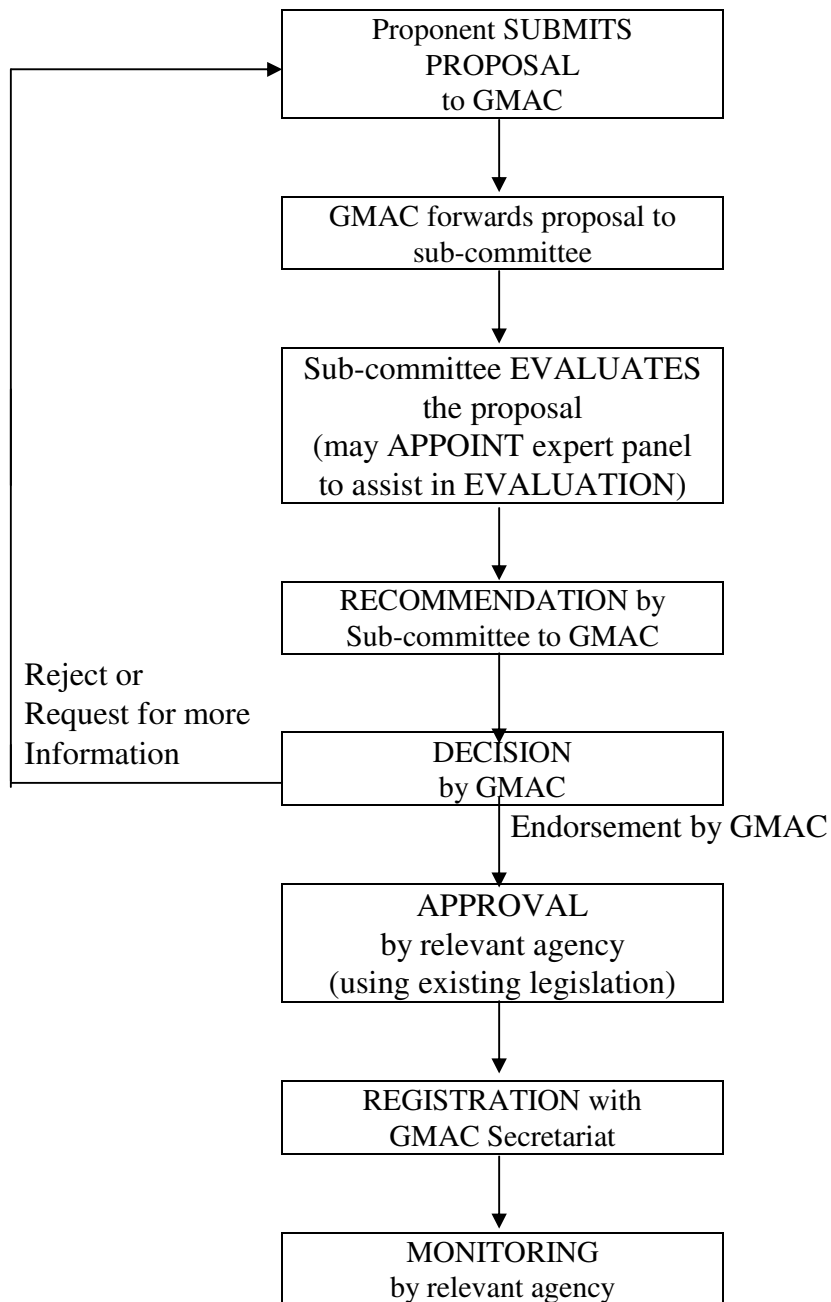 Proponent SUBMITS
PROPOSAL
to GMAC
GMAC forwards proposal to
sub-committee
Sub-committee EVALUATES
the proposal
(may APPOINT expert panel
to assist in EVALUATION)
RECOMMENDATION by
Sub-committee to GMAC
Reject or
Request for more
Information
DECISION
by GMAC
Endorsement by GMAC
APPROVAL
by relevant agency
(using existing legislation)
REGISTRATION with
GMAC Secretariat
MONITORING
by relevant agency